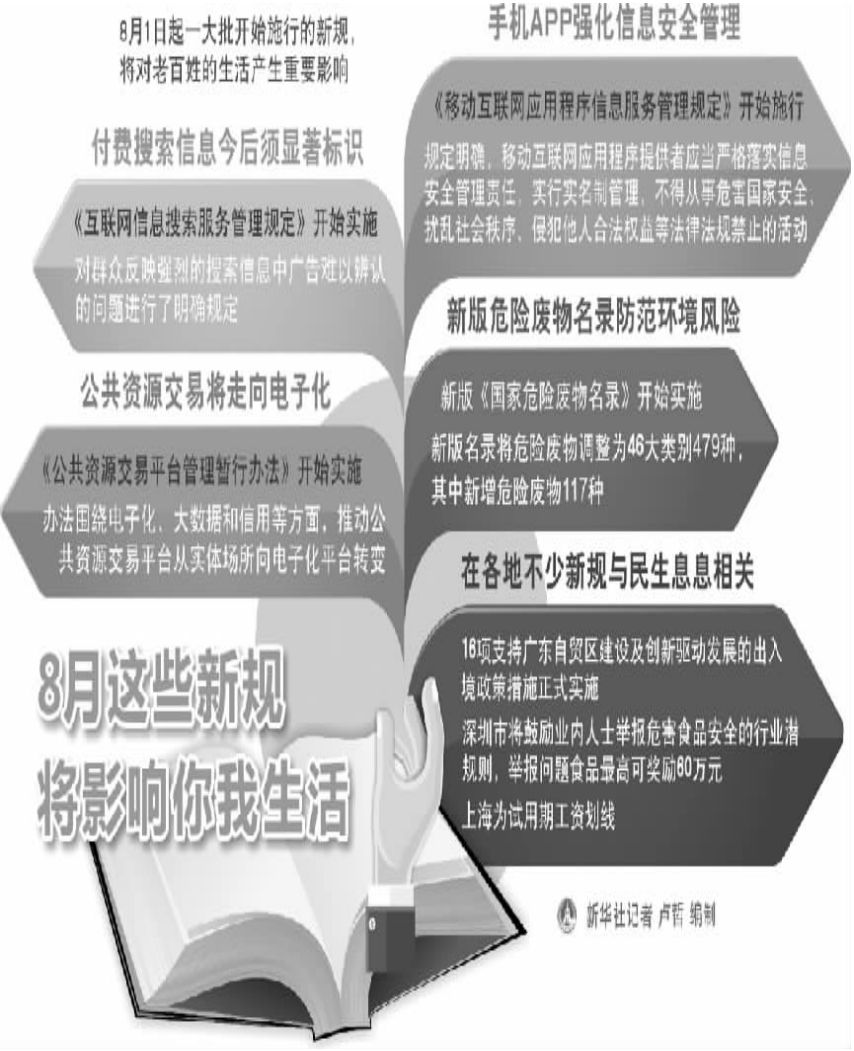 8月1日起一大批开始施行的新规，
将对老百姓的生活产生重要影响
付费搜索信息今后须显著标识
《互联网信息搜索服务管理规定》开始实施
对群众反映强烈的搜索信息中广告难以辨认
的问题进行了明确规定
公共资源交易将走向电子化
《公共资源交易平台管理暂行办法》开始实施
办法围绕电子化、大数据和信用等方面，推动公
共资源交易平台从实体场所向电子化平台转变
8月这些新规
将影响你我生活
手机APP强化信息安全管理
《移动互联网应用程序信息服务管理规定》开始施行
规定明确，移动互联网应用程序提供者应当严格落实信息
安全管理责任，实行实名制管理，不得从事危害国家安全、
扰乱社会秩序、侵犯他人合法权益等法律法规禁止的活动
新版危险废物名录防范环境风险
新版《国家危险废物名录》开始实施
新版名录将危险废物调整为46大类别479种，
其中新增危险废物117种
在各地不少新规与民生息息相关
16项支持广东自贸区建设及创新驱动发展的出入
境政策措施正式实施
深圳市将鼓励业内人士举报危害食品安全的行业潜
规则，举报问题食品最高可奖励60万元
上海为试用期工资划线
新华社记者 卢哲 编制